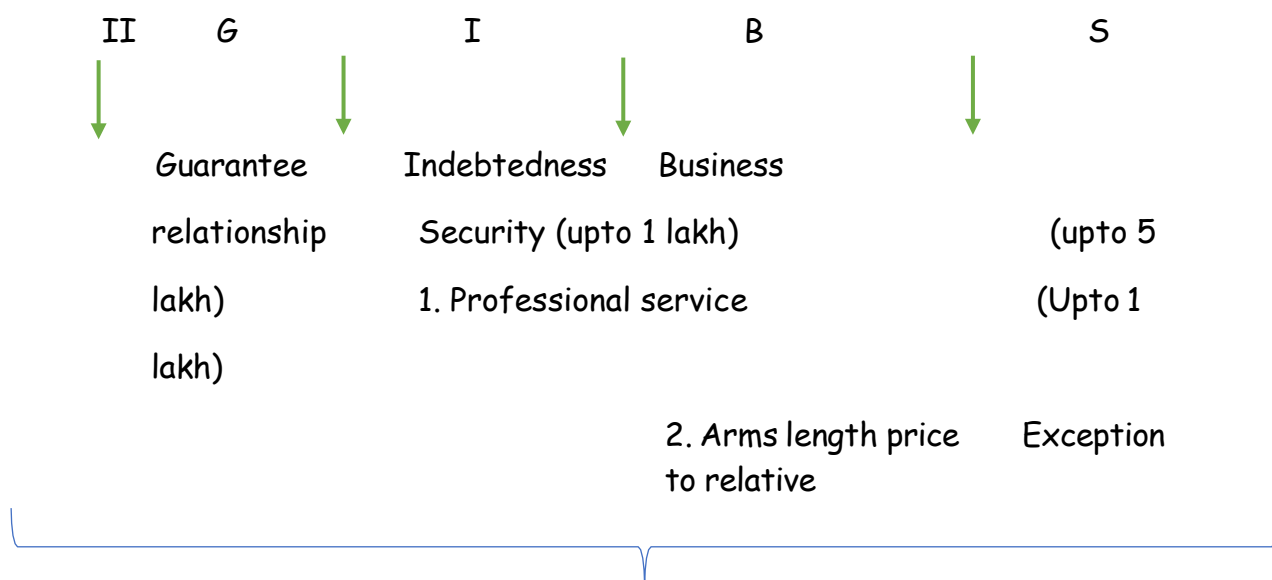 II G I B S
Guarantee Indebtedness Business
relationship Security (upto 1 lakh) (upto 5
lakh) 1. Professional service (Upto 1
lakh)
2. Arms length price Exception
to relative